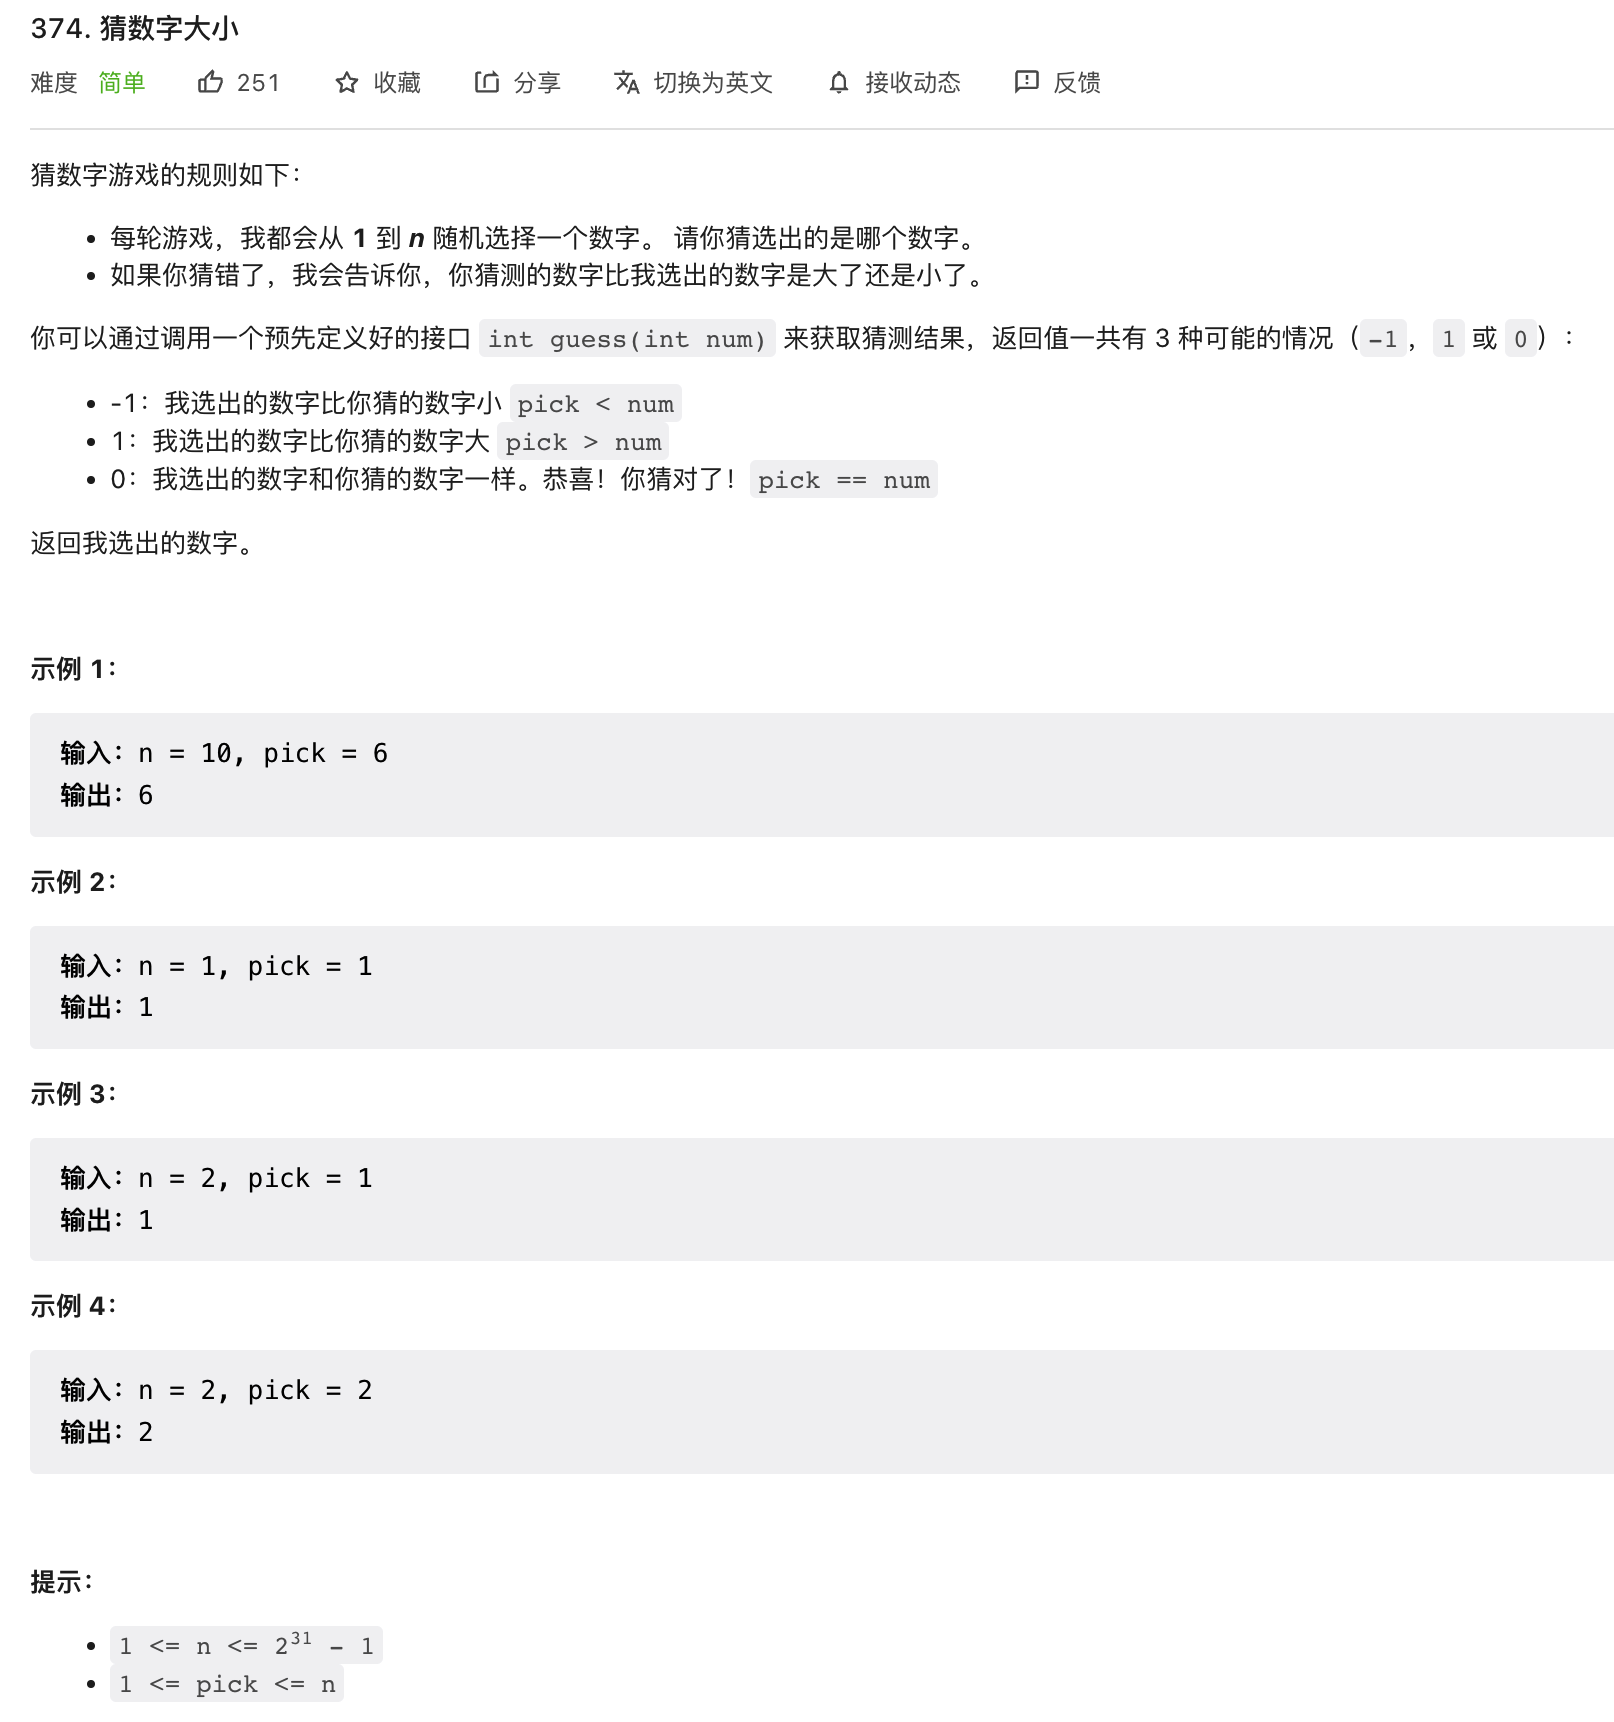 374. 猜数字大小
难度 简单 251 收藏 分享 切换为英文 接收动态 反馈
猜数字游戏的规则如下：
• 每轮游戏，我都会从 1 到 n 随机选择一个数字。 请你猜选出的是哪个数字。
• 如果你猜错了，我会告诉你，你猜测的数字比我选出的数字是大了还是小了。
你可以通过调用一个预先定义好的接口 int guess(int num) 来获取猜测结果，返回值一共有 3 种可能的情况（-1，1 或 0）：
• -1：我选出的数字比你猜的数字小 pick < num
• 1：我选出的数字比你猜的数字大 pick > num
• 0：我选出的数字和你猜的数字一样。恭喜！你猜对了！pick == num
返回我选出的数字。
示例 1：
输入：n = 10, pick = 6
输出：6
示例 2：
输入：n = 1, pick = 1
输出：1
示例 3：
输入：n = 2, pick = 1
输出：1
示例 4：
输入：n = 2, pick = 2
输出：2
提示：
• 1 <= n <= 2³¹ - 1
• 1 <= pick <= n